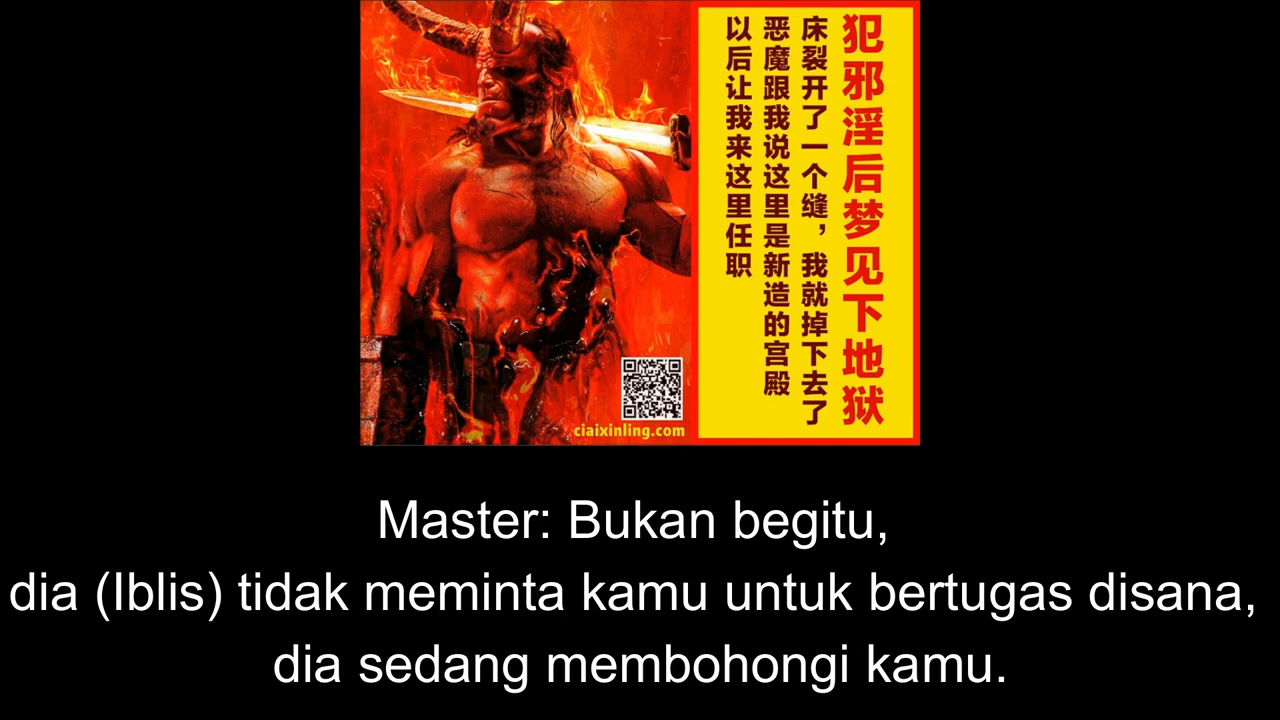 犯邪淫后梦见下地狱
床裂开了一个缝，我就掉下去了
恶魔跟我说这里是新造的宫殿
以后让我来这里任职
ciaixinling.com
Master: Bukan begitu,
dia (Iblis) tidak meminta kamu untuk bertugas disana,
dia sedang membohongi kamu.